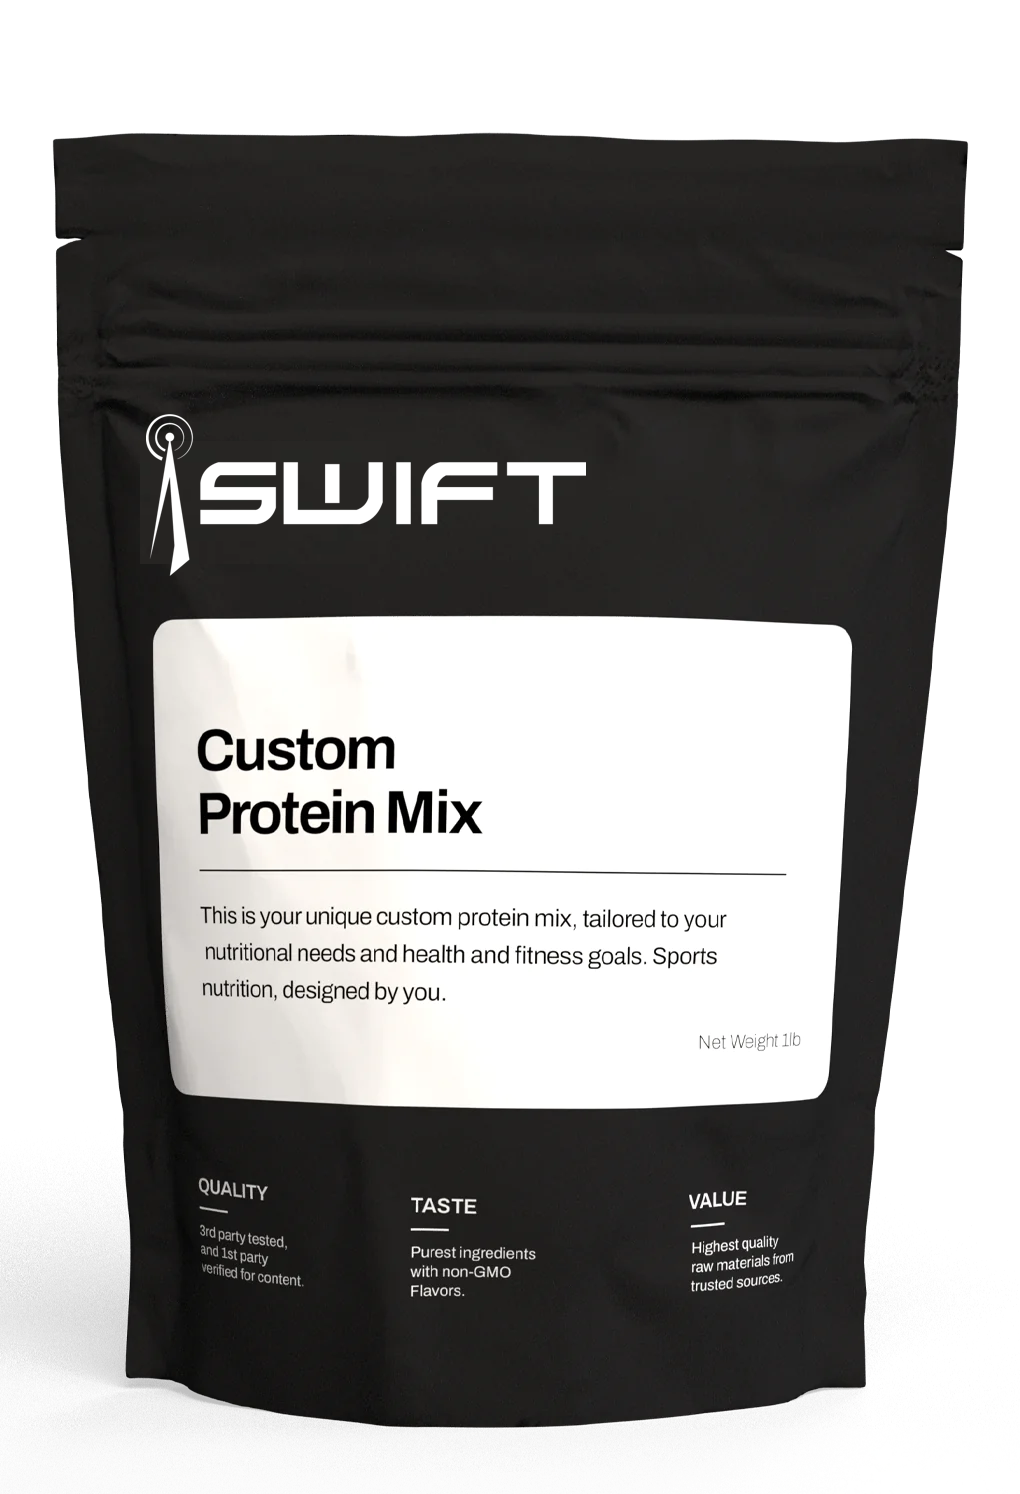 SWIFT
Custom
Protein Mix
This is your unique custom protein mix, tailored to your
nutritional needs and health and fitness goals. Sports
nutrition, designed by you.
Net Weight 1lb
QUALITY
3rd party tested,
and 1st party
verified for content.
TASTE
Purest ingredients
with non-GMO
Flavors.
VALUE
Highest quality
raw materials from
trusted sources.